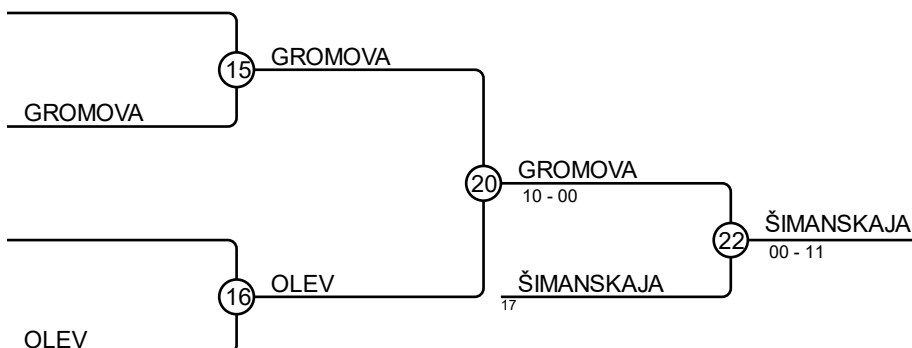 GROMOVA
15
GROMOVA
GROMOVA
20
10 - 00
ŠIMANSKAJA
22
00 - 11
OLEV
ŠIMANSKAJA
16
17
OLEV